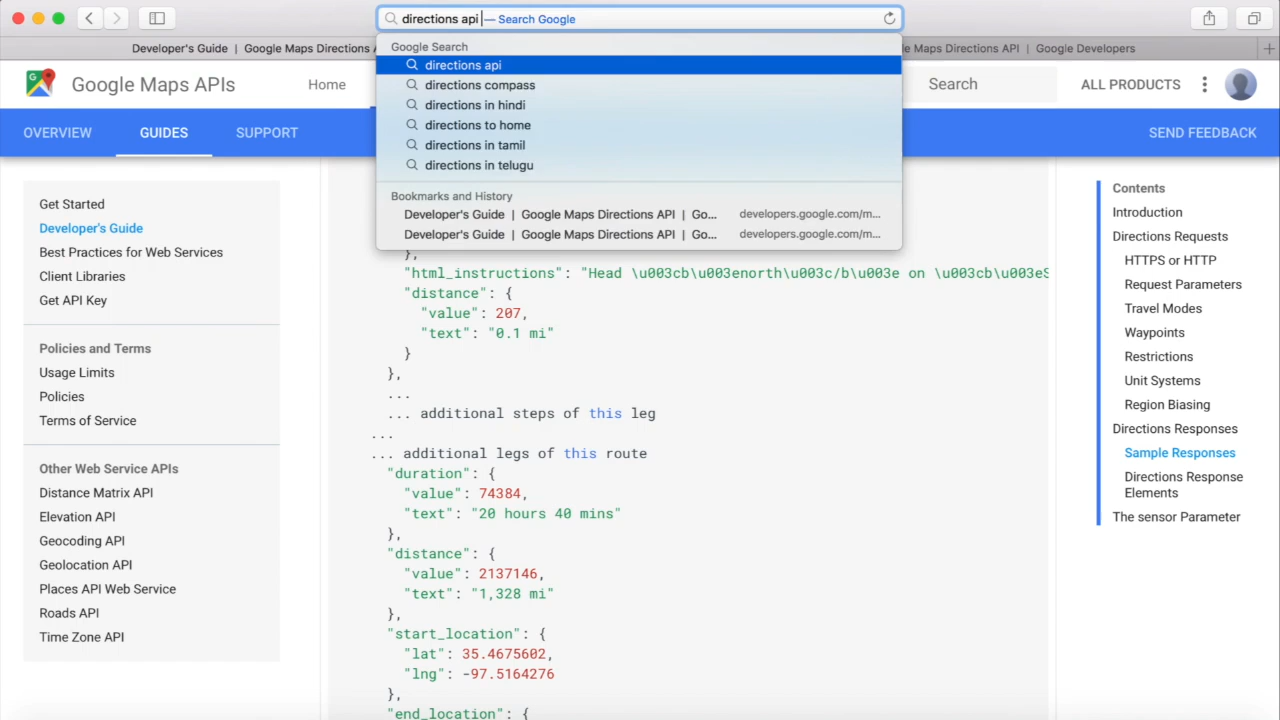 directions api — Search Google
Developer's Guide | Google Maps Directions A
e Maps Directions API | Google Developers
Google Search
directions api
directions compass
directions in hindi
directions to home
directions in tamil
directions in telugu
Bookmarks and History
Developer's Guide | Google Maps Directions API | Go... developers.google.com/m...
Developer's Guide | Google Maps Directions API | Go... developers.google.com/m...
Google Maps APIs
Home
Search
ALL PRODUCTS
OVERVIEW
GUIDES
SUPPORT
SEND FEEDBACK
Get Started
Developer's Guide
Best Practices for Web Services
Client Libraries
Get API Key
Policies and Terms
Usage Limits
Policies
Terms of Service
Other Web Service APIs
Distance Matrix API
Elevation API
Geocoding API
Geolocation API
Places API Web Service
Roads API
Time Zone API
},
"html_instructions": "Head \u003cb\u003enorth\u003c/b\u003e on \u003cb\u003eS
"distance": {
"value": 207,
"text": "0.1 mi"
}
},
...
... additional steps of this leg
...
... additional legs of this route
"duration": {
"value": 74384,
"text": "20 hours 40 mins"
},
"distance": {
"value": 2137146,
"text": "1,328 mi"
},
"start_location": {
"lat": 35.4675602,
"lng": -97.5164276
},
"end_location": {
Contents
Introduction
Directions Requests
HTTPS or HTTP
Request Parameters
Travel Modes
Waypoints
Restrictions
Unit Systems
Region Biasing
Directions Responses
Sample Responses
Directions Response
Elements
The sensor Parameter